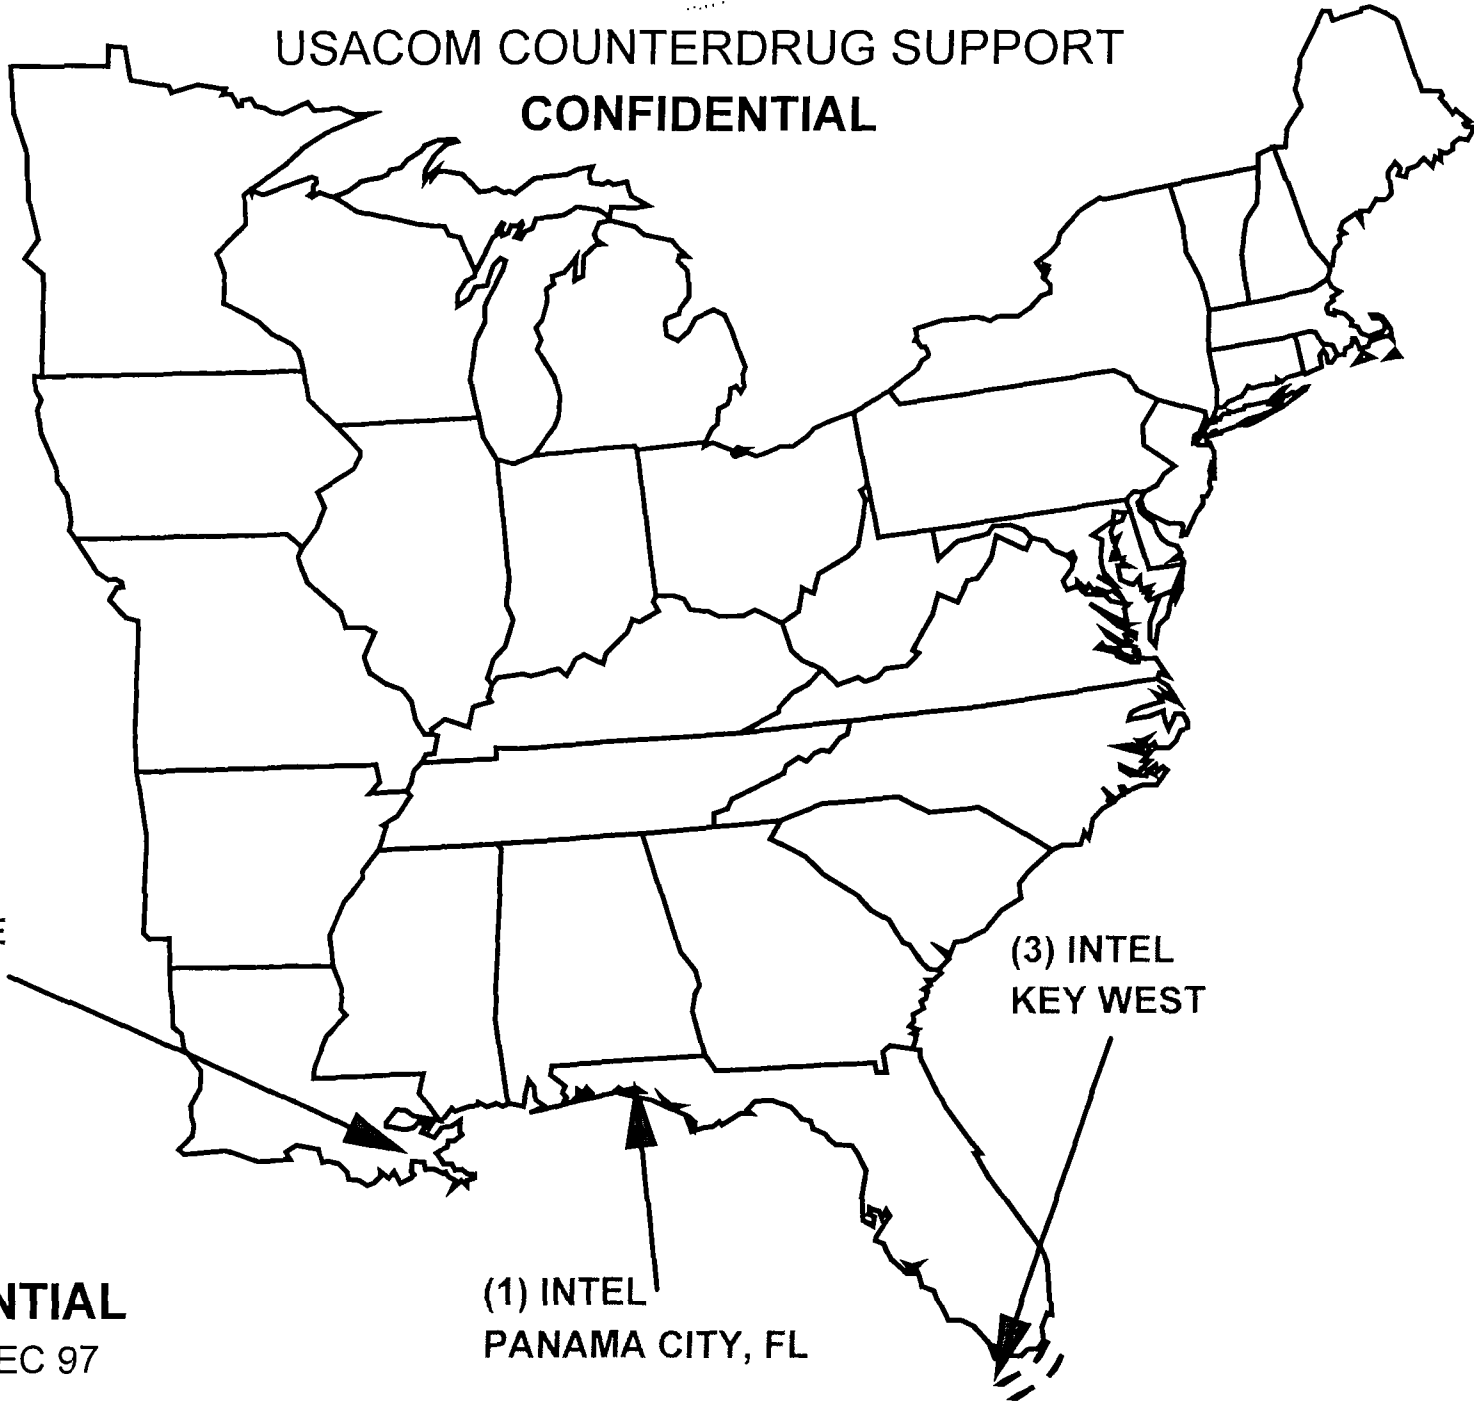 USACOM COUNTERDRUG SUPPORT
CONFIDENTIAL
E
(3) INTEL
KEY WEST
(1) INTEL
PANAMA CITY, FL
NTIAL
EC 97